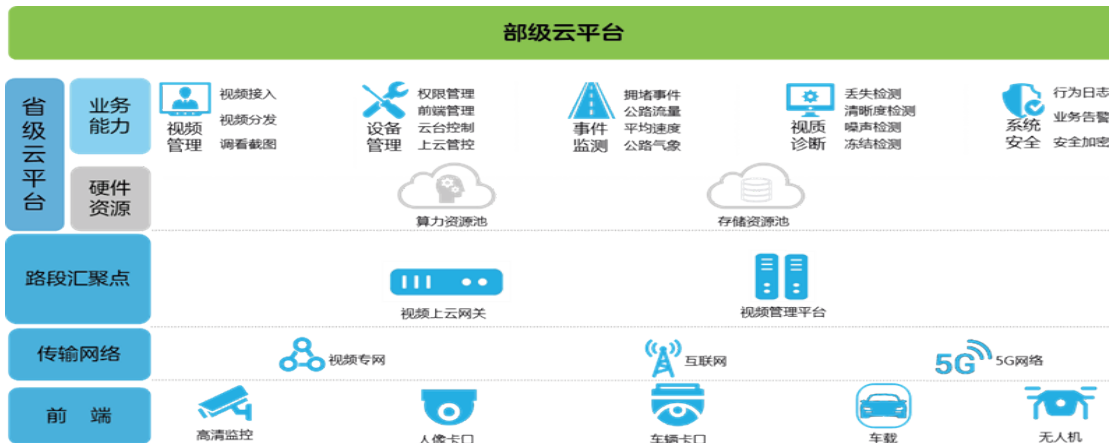 部级云平台
省级云平台
业务
能力
视频
管理
视频接入
视频分发
调看截图
设备
管理
权限管理
前端管理
云台控制
上云管控
事件
监测
拥堵事件
公路流量
平均速度
公路气象
视质
诊断
丢失检测
清晰度检测
噪声检测
冻结检测
系统
安全
行为日志
业务告警
安全加密
硬件
资源
算力资源池
存储资源池
路段汇聚点
视频上云网关
视频管理平台
传输网络
视频专网
互联网
5G
5G网络
前 端
高清监控
人像卡口
车辆卡口
车载
无人机